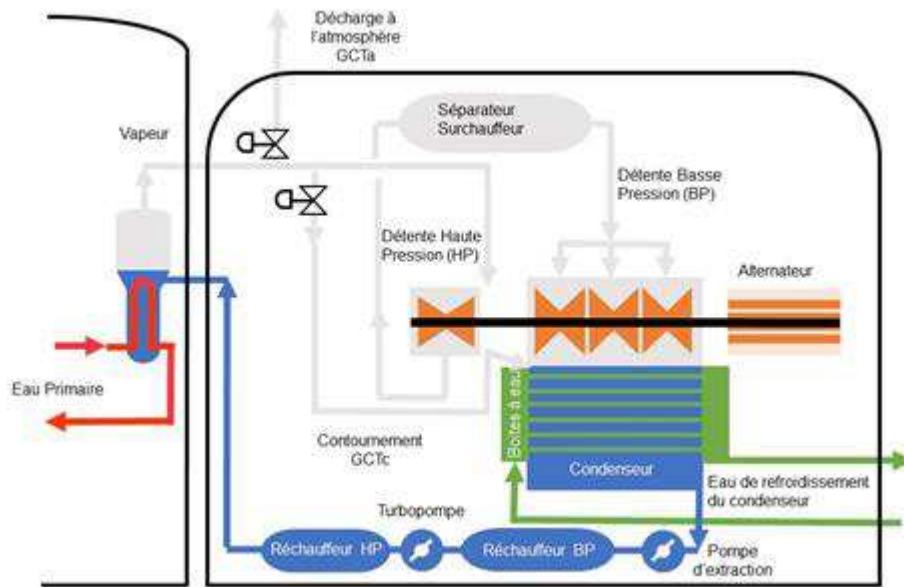 Décharge à
l'atmosphère
GCTa
Séparateur
Surchauffeur
Vapeur
Détente Basse
Pression (BP)
Détente Haute
Pression (HP)
Alternateur
Eau Primaire
Boîtes à eau
Contournement
GCTc
Condenseur
Eau de refroidissement
du condenseur
Turbopompe
Réchauffeur HP
Réchauffeur BP
Pompe
d'extraction